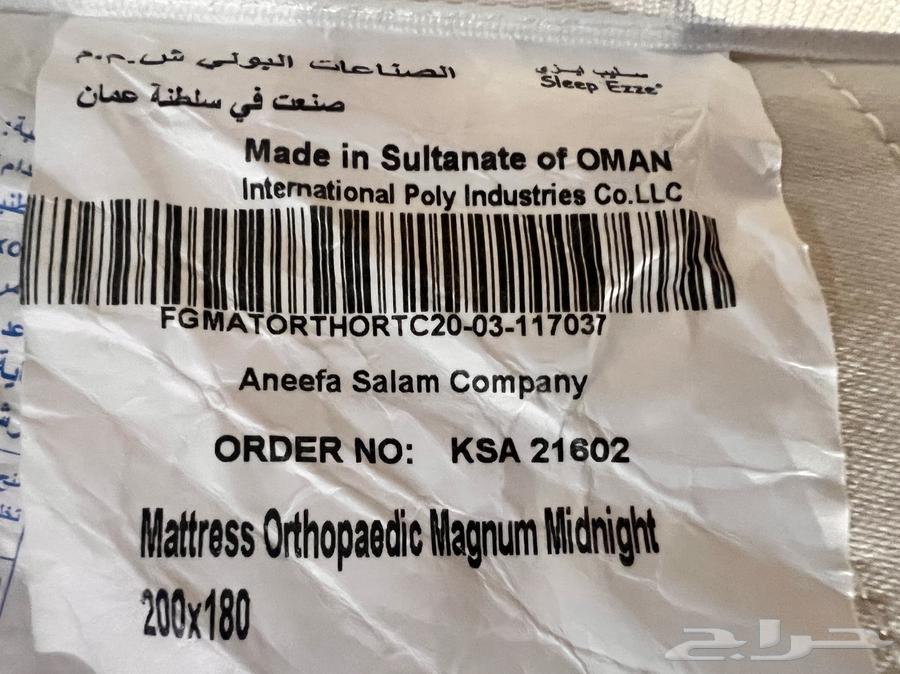 الصناعات البولي ش.م.م
سليب ايزي
Sleep Ezze®
صنعت في سلطنة عمان
Made in Sultanate of OMAN
International Poly Industries Co.LLC
FGMATORTHORTC20-03-117037
Aneefa Salam Company
ORDER NO: KSA 21602
Mattress Orthopaedic Magnum Midnight
200x180
حراج